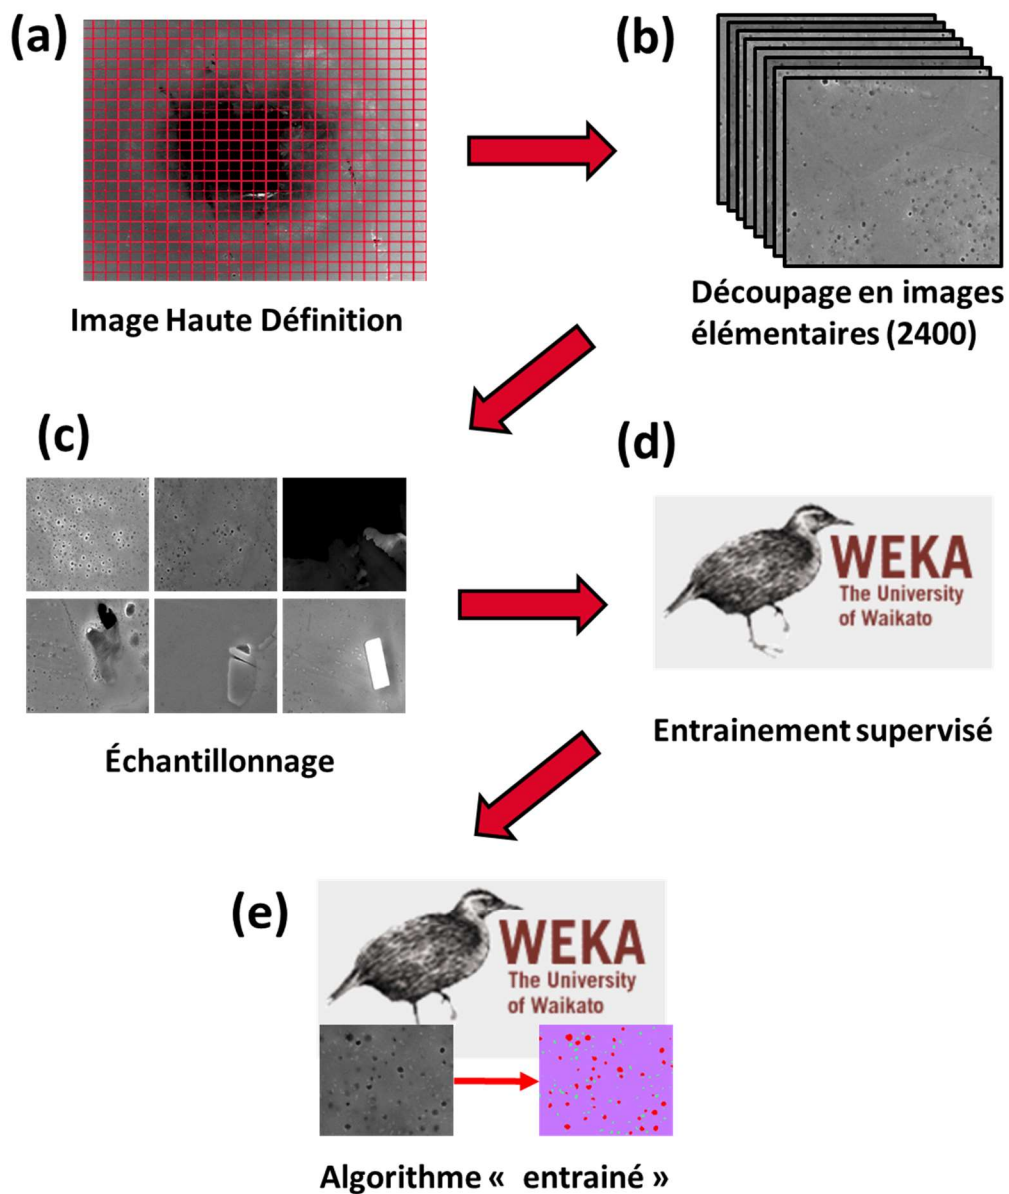 (a)
(b)
Image Haute Définition
Découpage en images
élémentaires (2400)
(c)
(d)
WEKA
The University
of Waikato
Échantillonnage
Entrainement supervisé
(e)
WEKA
The University
of Waikato
Algorithme « entrainé »